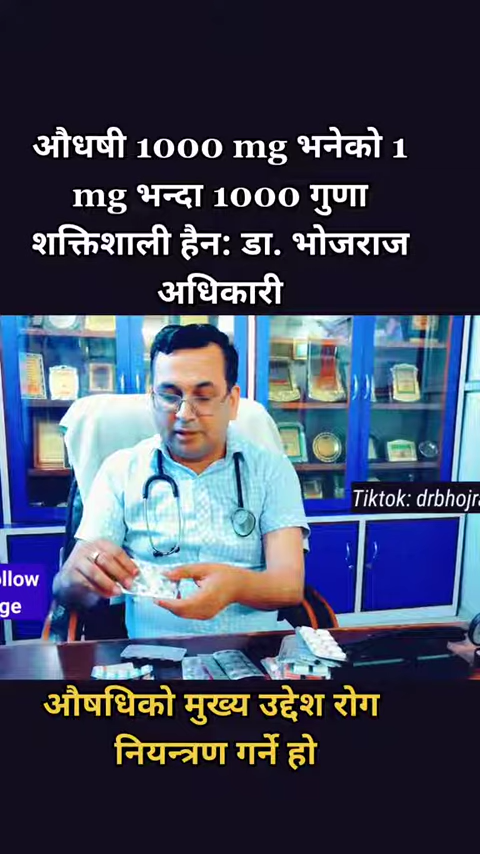 औधषी 1000 mg भनेको 1
mg भन्दा 1000 गुणा
शक्तिशाली हैन: डा. भोजराज
अधिकारी
Tiktok: drbhojra
ollow
ge
औषधिको मुख्य उद्देश रोग
नियन्त्रण गर्ने हो